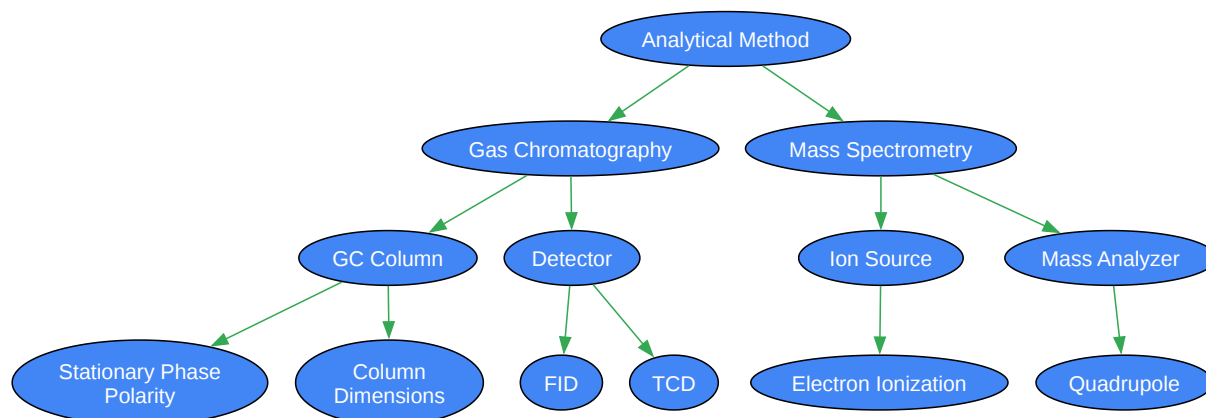 Analytical Method
Gas Chromatography
Mass Spectrometry
GC Column
Detector
Ion Source
Mass Analyzer
Stationary Phase
Polarity
Column
Dimensions
FID
TCD
Electron Ionization
Quadrupole